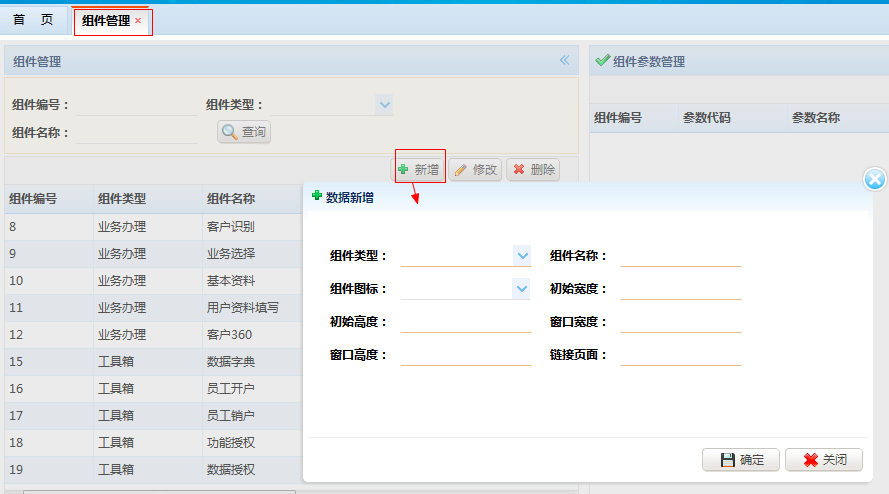 首 页 组件管理 ×
组件管理
组件编号： 组件类型：
组件名称： 查询
新增 修改 删除
组件编号 组件类型 组件名称
8 业务办理 客户识别
9 业务办理 业务选择
10 业务办理 基本资料
11 业务办理 用户资料填写
12 业务办理 客户360
15 工具箱 数据字典
16 工具箱 员工开户
17 工具箱 员工销户
18 工具箱 功能授权
19 工具箱 数据授权
组件参数管理
组件编号 参数代码 参数名称
数据新增
组件类型： 组件名称：
组件图标： 初始宽度：
初始高度： 窗口宽度：
窗口高度： 链接页面：
确定 关闭